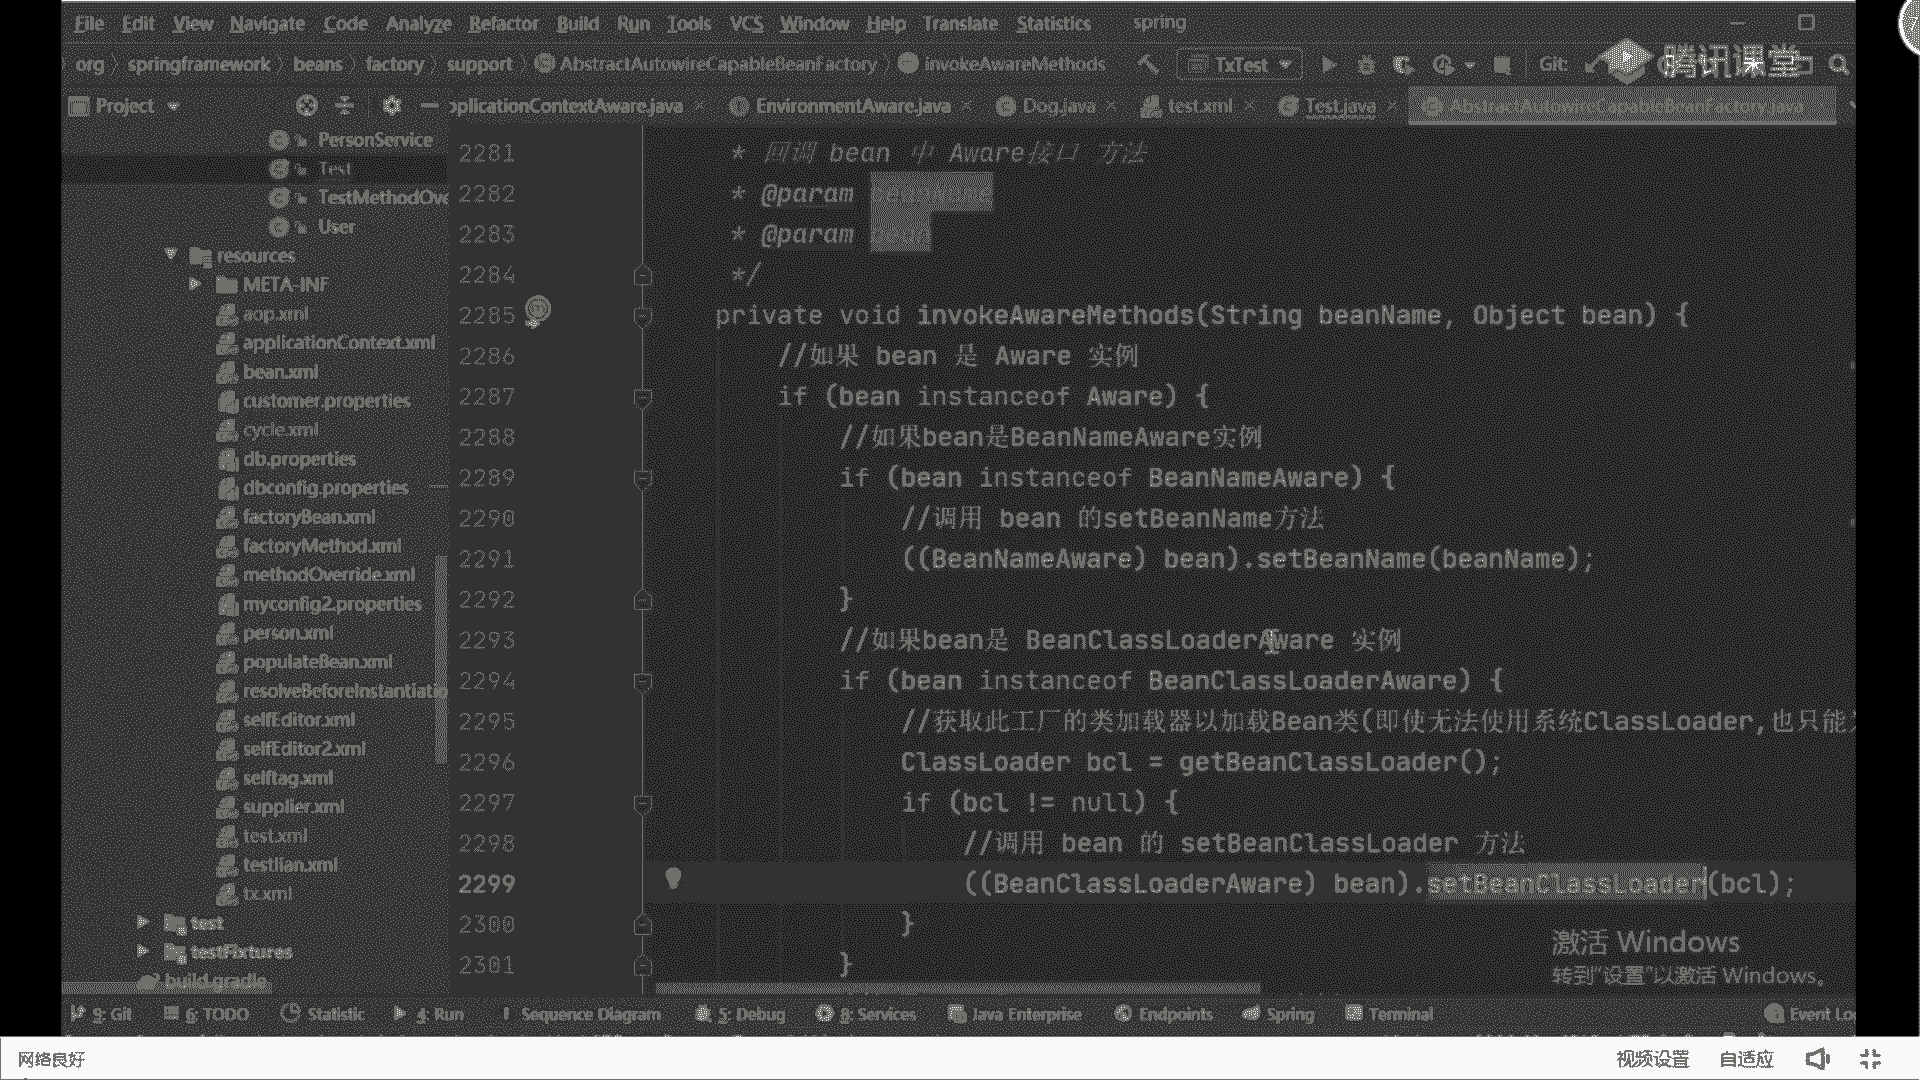 File Edit View Navigate Code Analyze Refactor Build Run Tools VCS Window Help Translate Statistics spring
org springframework beans factory support AbstractAutowireCapableBeanFactory invokeAwareMethods TxTest Git:
腾讯课堂
Project
pplicationContextAware.java EnvironmentAware.java Dog.java test.xml Test.java AbstractAutowireCapableBeanFactory.java
PersonService
Test
TestMethodOve
User
resources
META-INF
aop.xml
applicationContext.xml
bean.xml
customer.properties
cycle.xml
db.properties
dbconfig.properties
factoryBean.xml
factoryMethod.xml
methodOverride.xml
myconfig2.properties
person.xml
populateBean.xml
resolveBeforeInstantiatio
selfEditor.xml
selfEditor2.xml
selftag.xml
supplier.xml
test.xml
testlian.xml
tx.xml
test
testFixtures
build.gradle
2281 * 回调 bean 中 Aware接口 方法
2282 * @param beanName
2283 * @param bean
2284 */
2285 private void invokeAwareMethods(String beanName, Object bean) {
2286 //如果 bean 是 Aware 实例
2287 if (bean instanceof Aware) {
2288 //如果bean是BeanNameAware实例
2289 if (bean instanceof BeanNameAware) {
2290 //调用 bean 的setBeanName方法
2291 ((BeanNameAware) bean).setBeanName(beanName);
2292 }
2293 //如果bean是 BeanClassLoaderAware 实例
2294 if (bean instanceof BeanClassLoaderAware) {
2295 //获取此工厂的类加载器以加载Bean类(即使无法使用系统ClassLoader,也只能
2296 ClassLoader bcl = getBeanClassLoader();
2297 if (bcl != null) {
2298 //调用 bean 的 setBeanClassLoader 方法
2299 ((BeanClassLoaderAware) bean).setBeanClassLoader(bcl);
2300 }
2301 }
激活 Windows
转到"设置"以激活 Windows。
9: Git 6: TODO Statistic 4: Run Sequence Diagram 5: Debug 8: Services Java Enterprise Endpoints Spring Terminal Event Lo
网络良好 视频设置 自适应